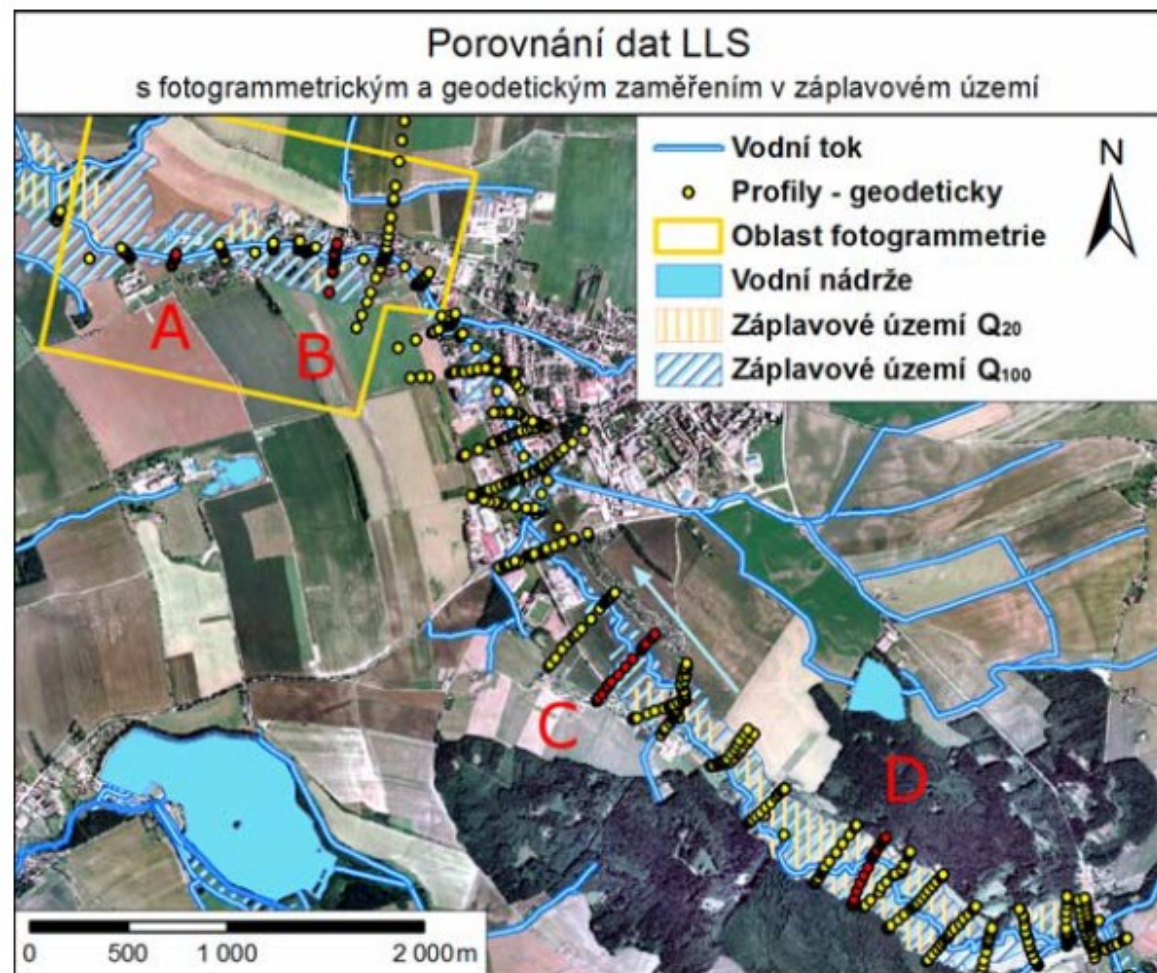 Porovnání dat LLS
s fotogrammetrickým a geodetickým zaměřením v záplavovém území
Vodní tok
Profily - geodeticky
Oblast fotogrammetrie
Vodní nádrže
Záplavové území Q20
Záplavové území Q100
N
A
B
C
D
0 500 1 000 2 000 m